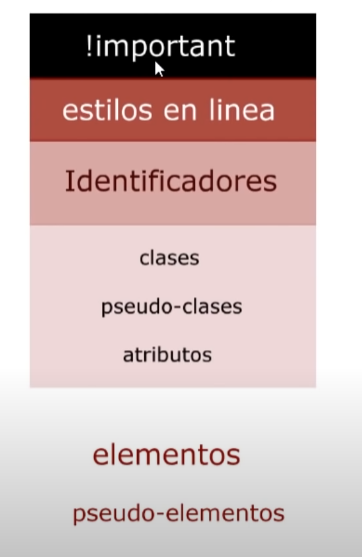 !important
estilos en linea
Identificadores
clases
pseudo-clases
atributos
elementos
pseudo-elementos